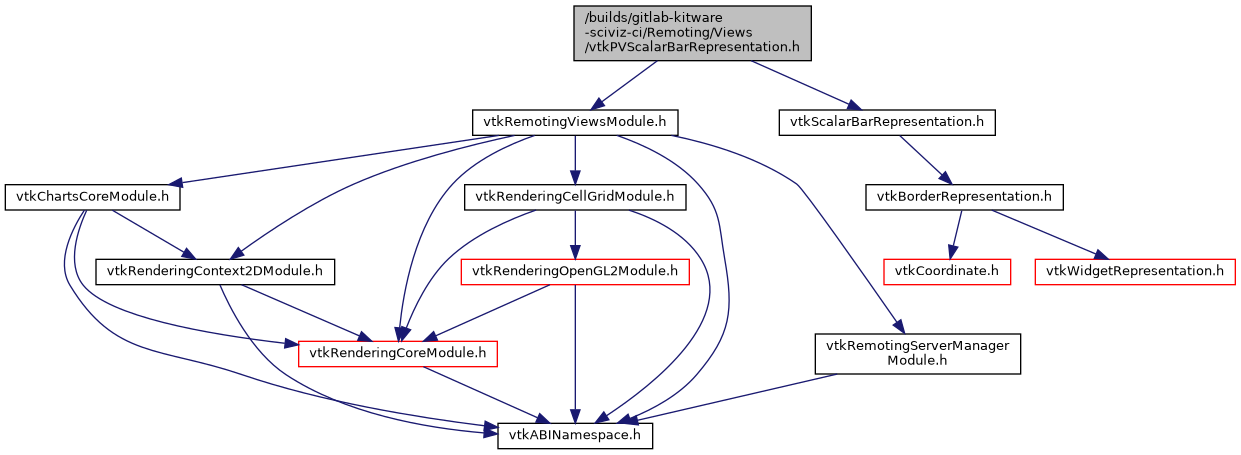 /builds/gitlab-kitware
-sciviz-ci/Remoting/Views
/vtkPVScalarBarRepresentation.h
vtkRemotingViewsModule.h
vtkScalarBarRepresentation.h
vtkChartsCoreModule.h
vtkRenderingCellGridModule.h
vtkBorderRepresentation.h
vtkRenderingContext2DModule.h
vtkRenderingOpenGL2Module.h
vtkCoordinate.h
vtkWidgetRepresentation.h
vtkRenderingCoreModule.h
vtkRemotingServerManager
Module.h
vtkABINamespace.h